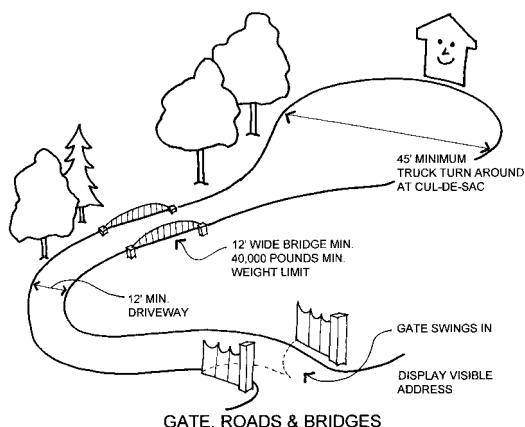 45' MINIMUM
TRUCK TURN AROUND
AT CUL-DE-SAC
12' WIDE BRIDGE MIN.
40,000 POUNDS MIN.
WEIGHT LIMIT
12' MIN.
DRIVEWAY
GATE SWINGS IN
DISPLAY VISIBLE
ADDRESS
GATE, ROADS & BRIDGES